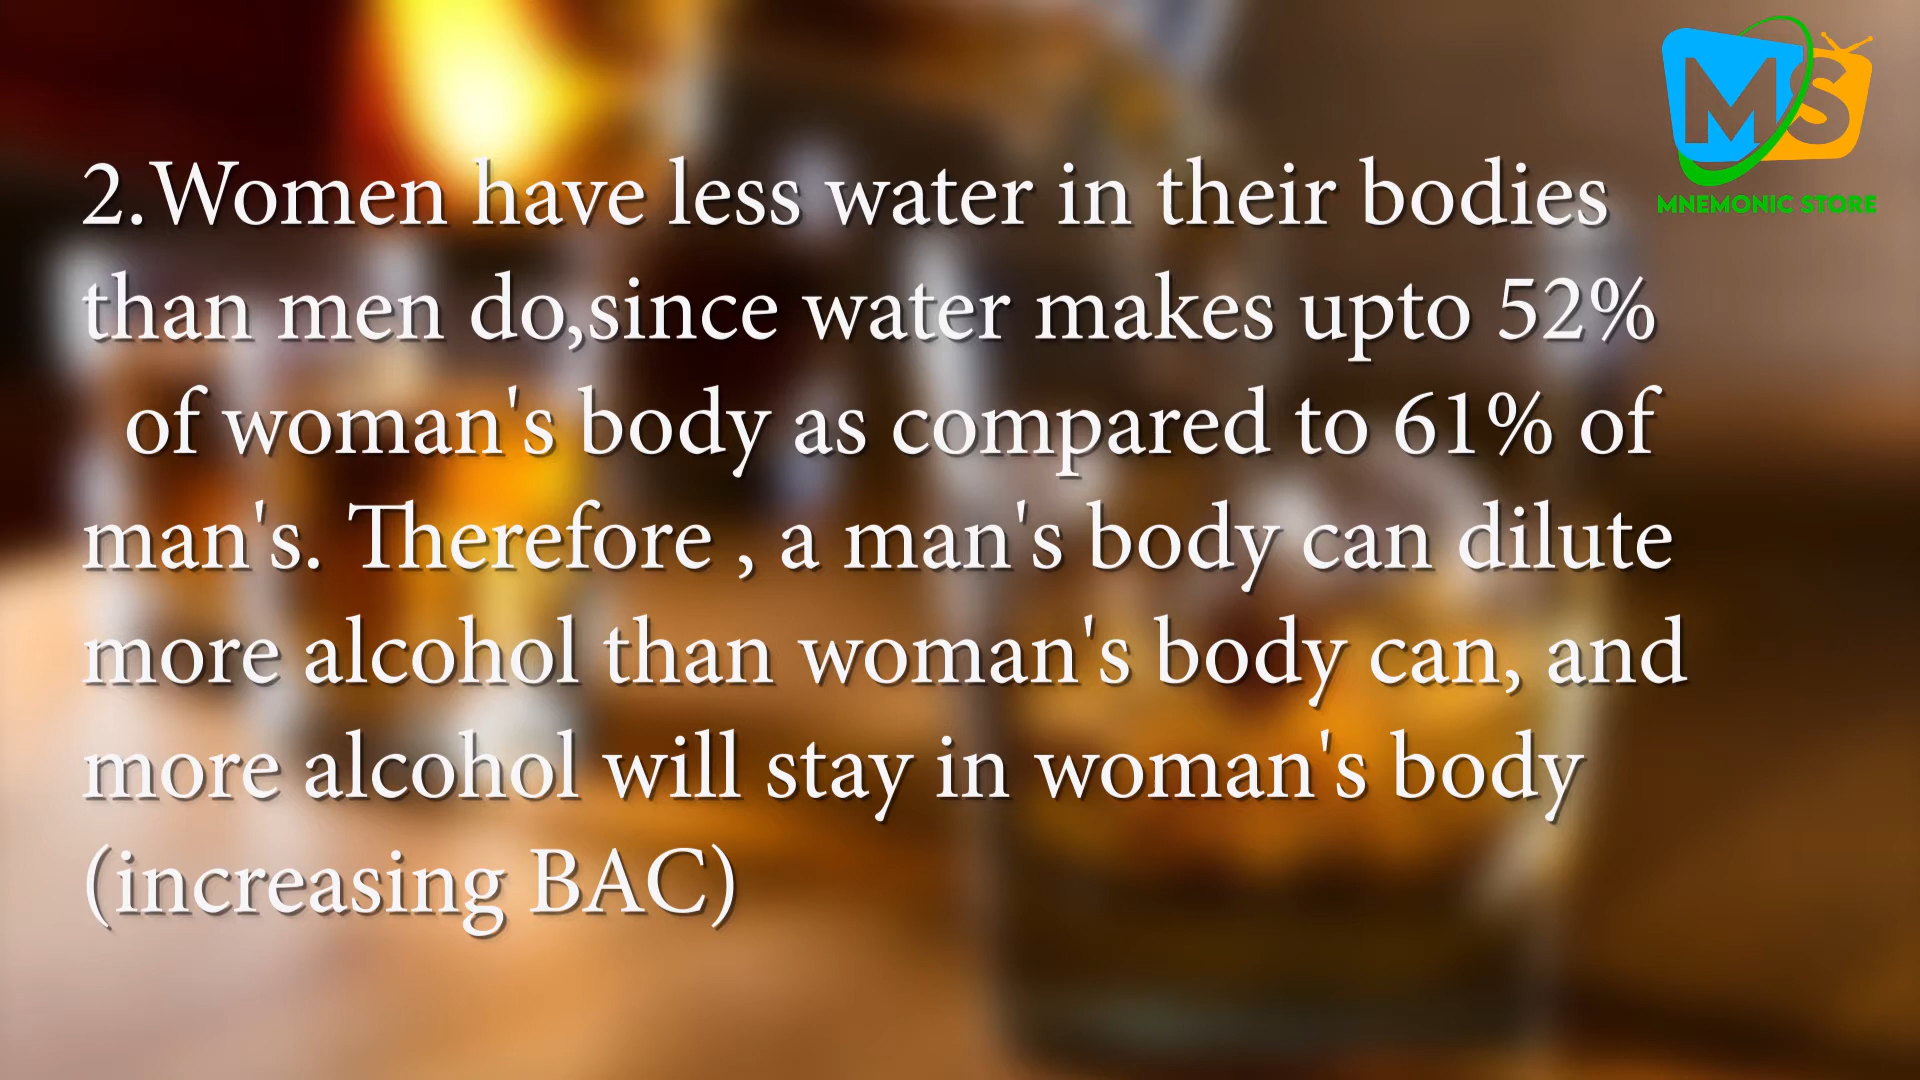 MS
MNEMONIC STORE
2.Women have less water in their bodies
than men do,since water makes upto 52%
of woman's body as compared to 61% of
man's. Therefore , a man's body can dilute
more alcohol than woman's body can, and
more alcohol will stay in woman's body
(increasing BAC)